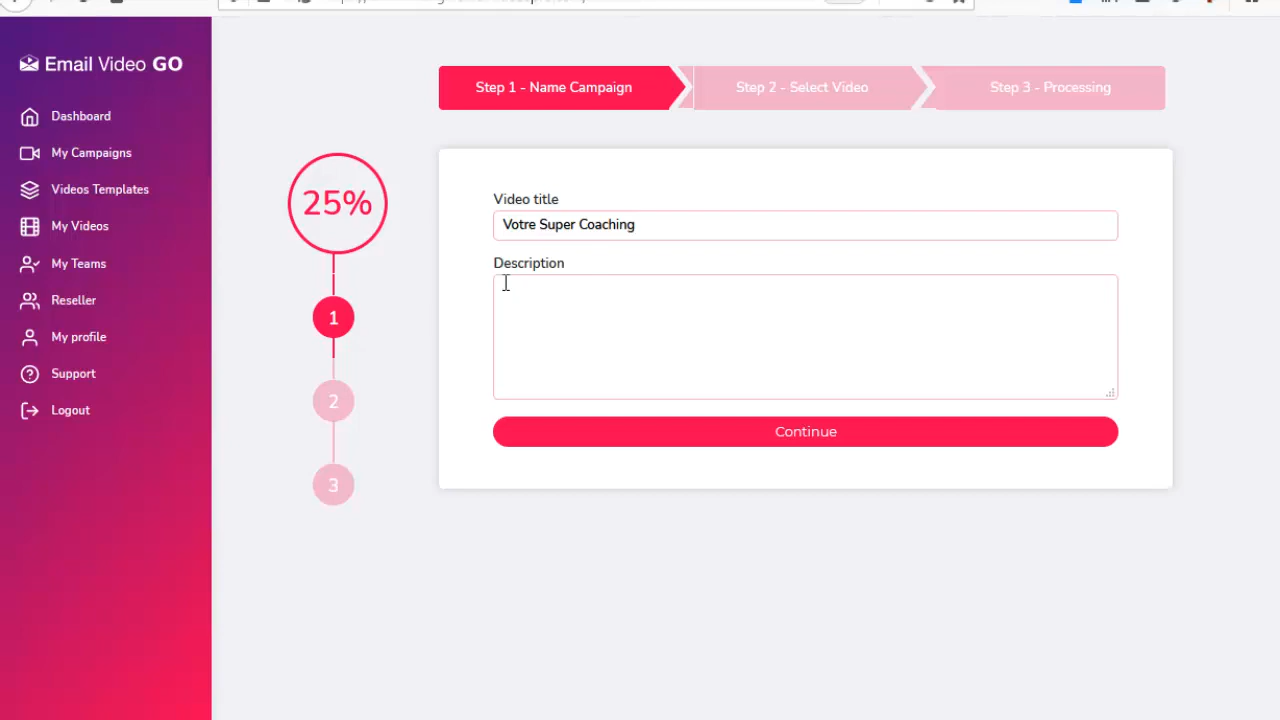 Email Video GO
Dashboard
My Campaigns
Videos Templates
My Videos
My Teams
Reseller
My profile
Support
Logout
Step 1 - Name Campaign
Step 2 - Select Video
Step 3 - Processing
25%
1
2
3
Video title
Votre Super Coaching
Description
Continue